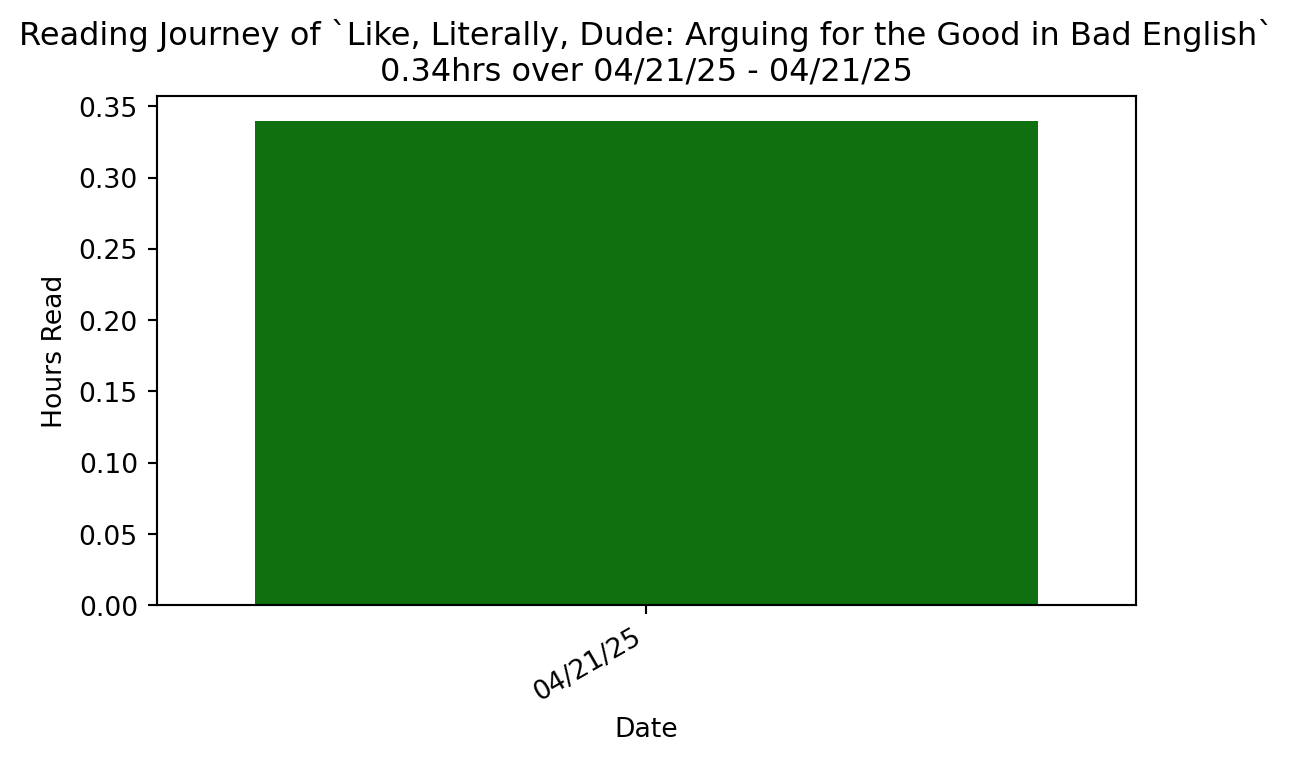 Reading Journey of `Like, Literally, Dude: Arguing for the Good in Bad English`
0.34hrs over 04/21/25 - 04/21/25
0.35
0.30
0.25
0.20
0.15
0.10
0.05
0.00
Hours Read
04/21/25
Date